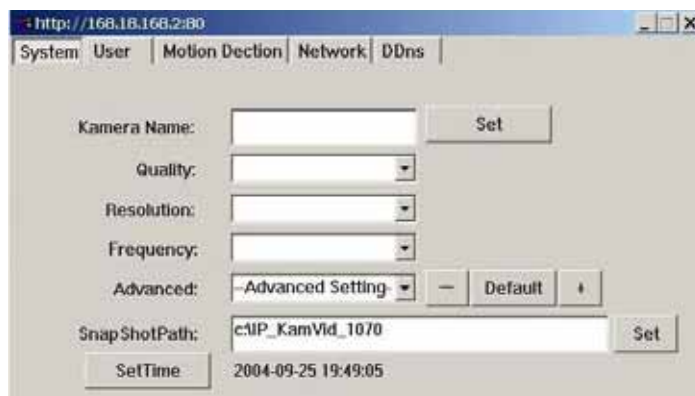 http://168.18.168.2:80
System User Motion Dection Network DDns
Kamera Name: Set
Quality:
Resolution:
Frequency:
Advanced: --Advanced Setting- — Default +
SnapShotPath: c:\IP_KamVid_1070 Set
SetTime 2004-09-25 19:49:05